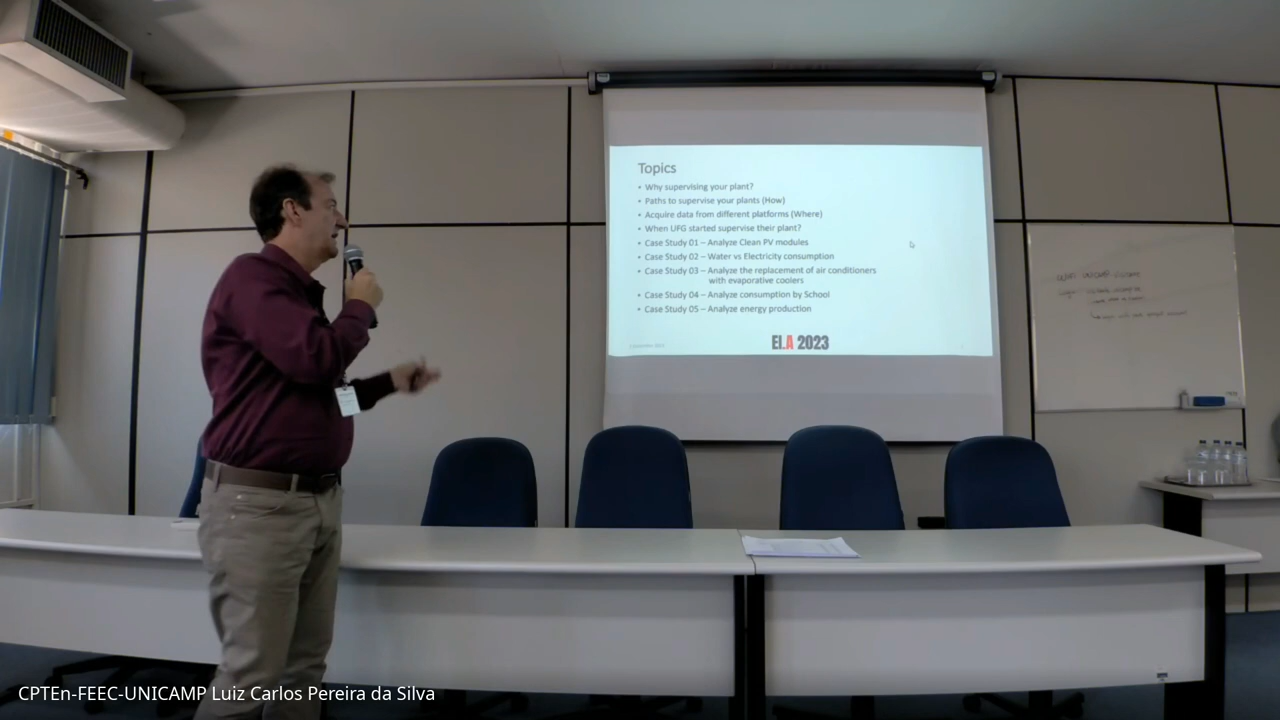 Topics
• Why supervising your plant?
• Paths to supervise your plants (How)
• Acquire data from different platforms (Where)
• When UFG started supervise their plant?
• Case Study 01 – Analyze Clean PV modules
• Case Study 02 – Water vs Electricity consumption
• Case Study 03 – Analyze the replacement of air conditioners
with evaporative coolers
• Case Study 04 – Analyze consumption by School
• Case Study 05 – Analyze energy production
EI.A 2023
CPTEn-FEEC-UNICAMP Luiz Carlos Pereira da Silva